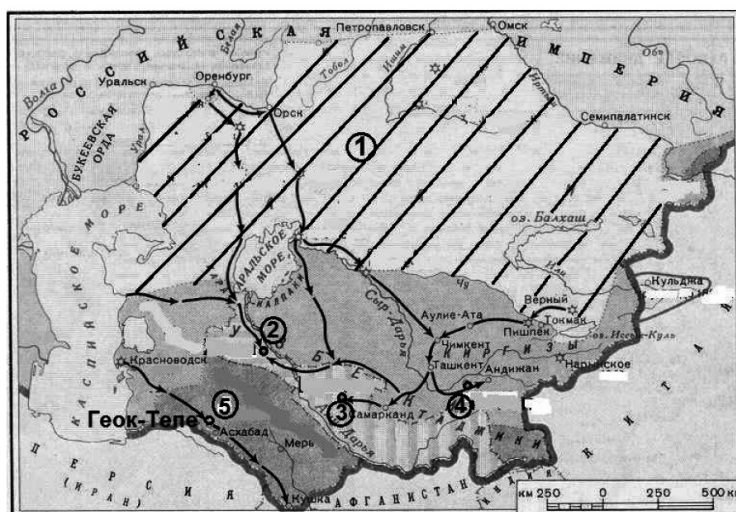 Петропавловск
Омск
РОССИЙСКАЯ
ИМПЕРИЯ
Белая
Тобол
Ишим
Иртыш
Обь
Волга
Уральск
Оренбург
Орск
Семипалатинск
БУКЕЕВСКАЯ
ОРДА
Урал
1
КАСПИЙСКОЕ МОРЕ
АРАЛЬСКОЕ
МОРЕ
оз. Балхаш
Или
Кульджа
Чу
Сыр-Дарья
Аулие-Ата
Верный
Пишпек
Токмак
оз. Иссык-Куль
Чимкент
КИРГИЗЫ
Ташкент
Андижан
Нарынское
Красноводск
2
3
4
5
Самарканд
Дарья
Геок-Тепе
Асхабад
Мерь
Кушка
ПЕРСИЯ
(ИРАН)
АФГАНИСТАН
КИТАЙ
км 250 0 250 500 км